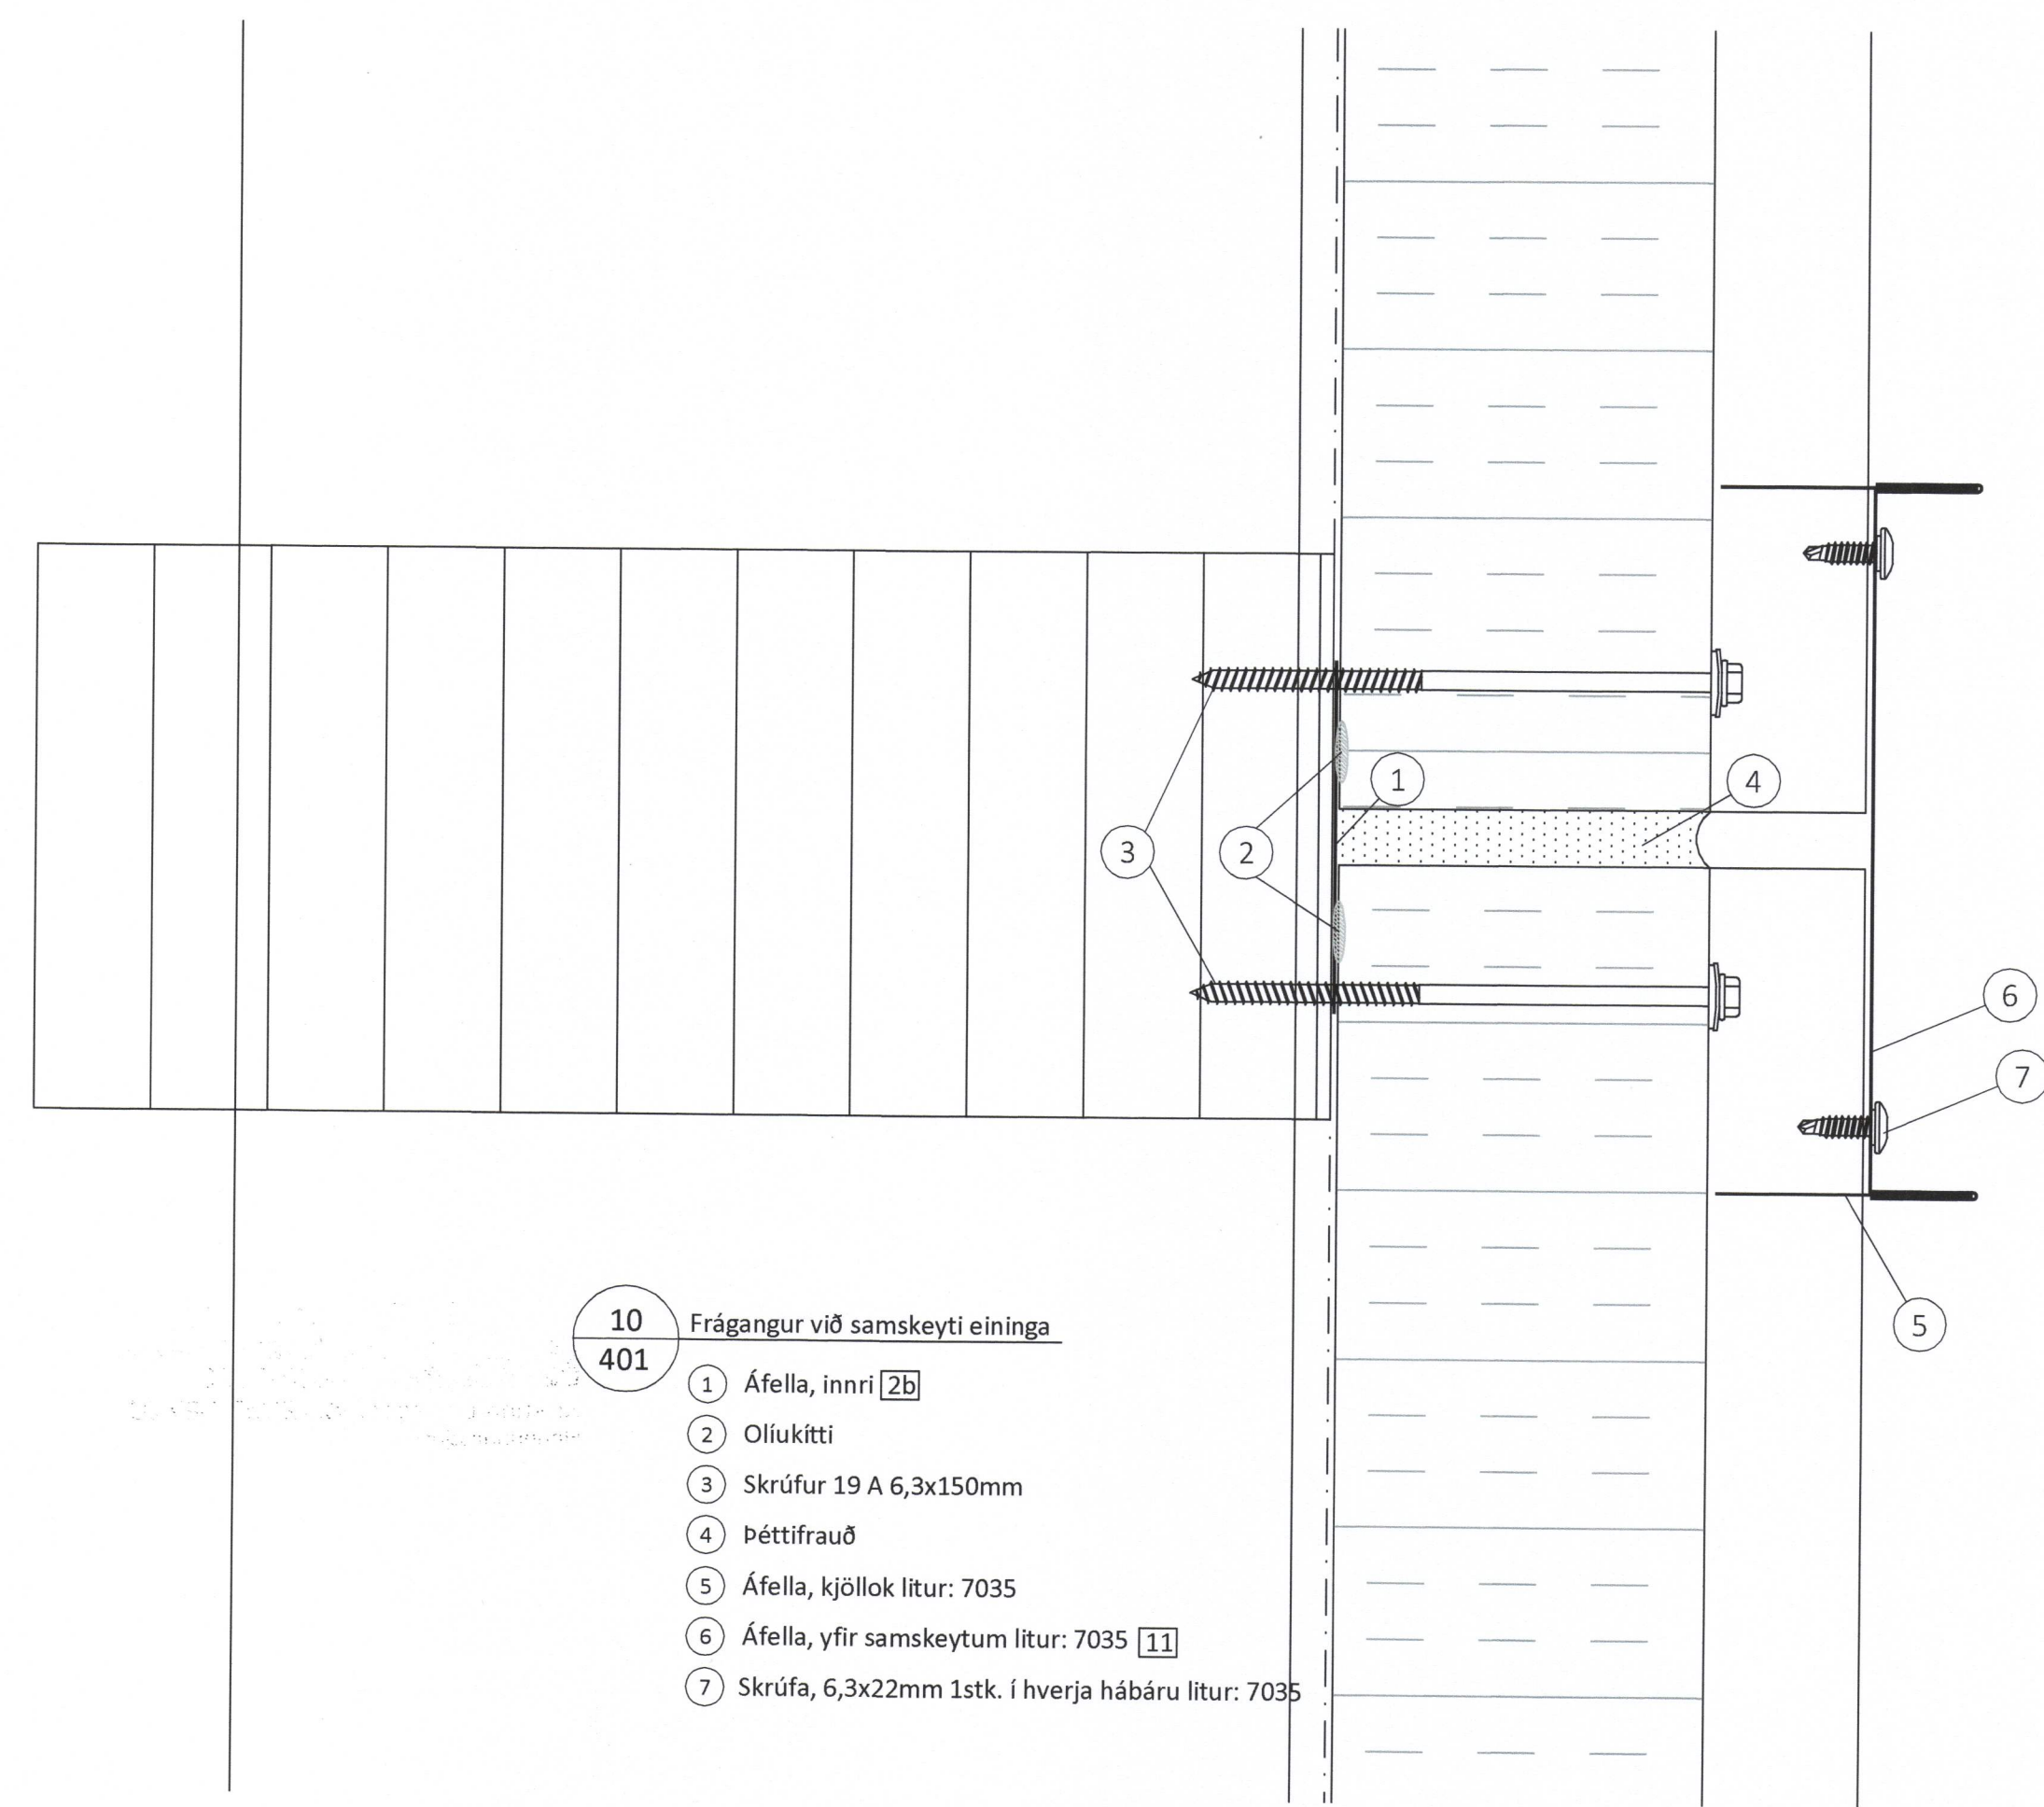 3
2
1
4
6
7
5
10
401
Frágangur við samskeyti eininga
1 Áfella, innri 2b
2 Olíukítti
3 Skrúfur 19 A 6,3x150mm
4 Þéttifrauð
5 Áfella, kjöllok litur: 7035
6 Áfella, yfir samskeytum litur: 7035 11
7 Skrúfa, 6,3x22mm 1stk. í hverja hábáru litur: 7035